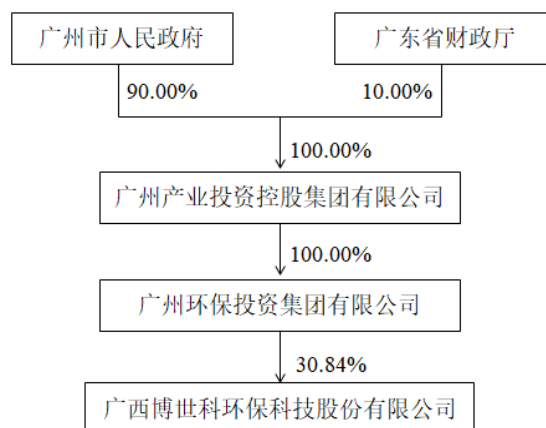 广州市人民政府
广东省财政厅
90.00%
10.00%
100.00%
广州产业投资控股集团有限公司
100.00%
广州环保投资集团有限公司
30.84%
广西博世科环保科技股份有限公司